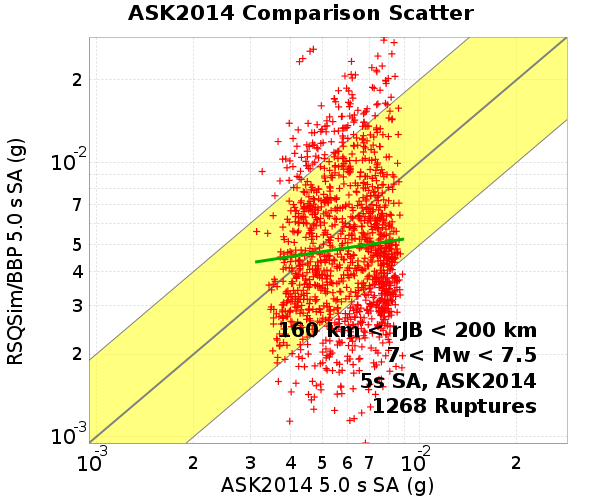 ASK2014 Comparison Scatter
RSQSim/BBP 5.0 s SA (g)
2
10-2
7
5
4
3
2
10-3
160 km < rJB < 200 km
7 < Mw < 7.5
5s SA, ASK2014
1268 Ruptures
10-3 2 3 4 5 6 7 10-2 2
ASK2014 5.0 s SA (g)